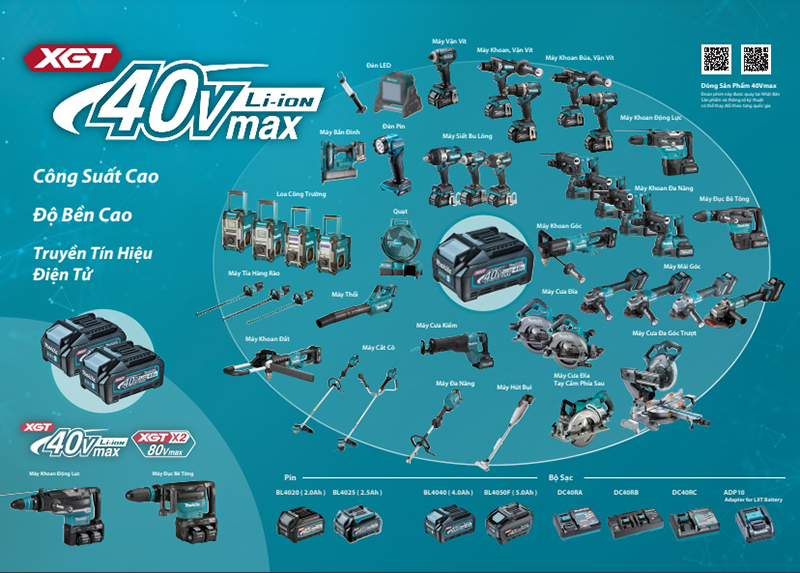 XGT
40Vmax Li-ion
Công Suất Cao
Độ Bền Cao
Truyền Tín Hiệu
Điện Tử
Dòng Sản Phẩm 40Vmax
Đèn LED
Máy Vặn Vít
Máy Khoan, Vặn Vít
Máy Khoan Búa, Vặn Vít
Máy Bắn Đinh
Đèn Pin
Máy Siết Bu Lông
Máy Khoan Động Lực
Loa Công Trường
Quạt
Máy Khoan Đa Năng
Máy Đục Bê Tông
Máy Khoan Góc
Máy Tỉa Hàng Rào
Máy Thổi
Máy Cưa Đĩa
Máy Mài Góc
Máy Khoan Đất
Máy Cắt Cỏ
Máy Cưa Kiếm
Máy Cưa Đa Góc Trượt
Máy Đa Năng
Máy Hút Bụi
Máy Cưa Đĩa
Tay Cầm Phía Sau
XGT
40Vmax Li-ion
XGT X2
80Vmax
Máy Khoan Động Lực
Máy Đục Bê Tông
Pin
Bộ Sạc
BL4020 ( 2.0Ah )
BL4025 ( 2.5Ah )
BL4040 ( 4.0Ah )
BL4050F ( 5.0Ah )
DC40RA
DC40RB
DC40RC
ADP10
Adapter for LXT Battery